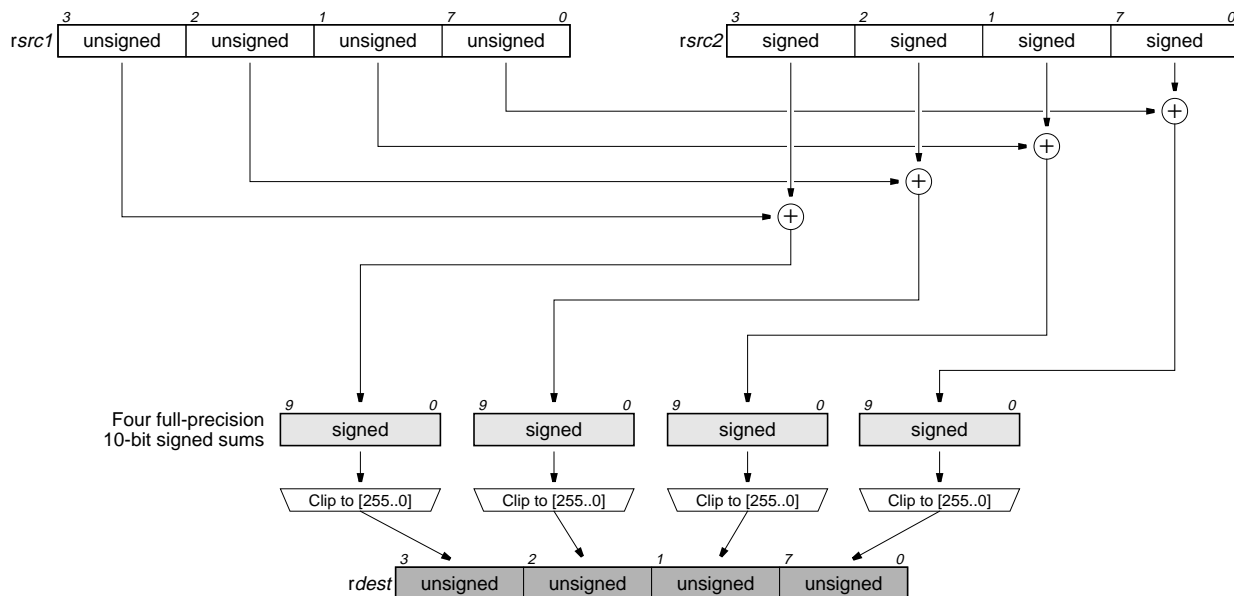 3 2 1 7 0 3 2 1 7 0
rsrc1 unsigned unsigned unsigned unsigned rsrc2 signed signed signed signed
+
+
+
+
9 0 9 0 9 0 9 0
Four full-precision
10-bit signed sums
signed signed signed signed
Clip to [255..0] Clip to [255..0] Clip to [255..0] Clip to [255..0]
3 2 1 7 0
rdest unsigned unsigned unsigned unsigned